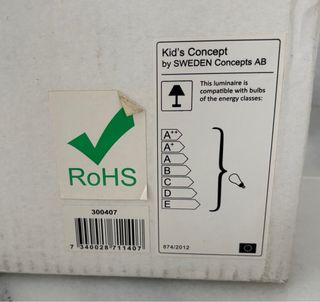 Kid's Concept
by SWEDEN Concepts AB
This luminaire is
compatible with bulbs
of the energy classes:
A++
A+
A
B
C
D
E
874/2012
RoHS
300407
7 340028 711407